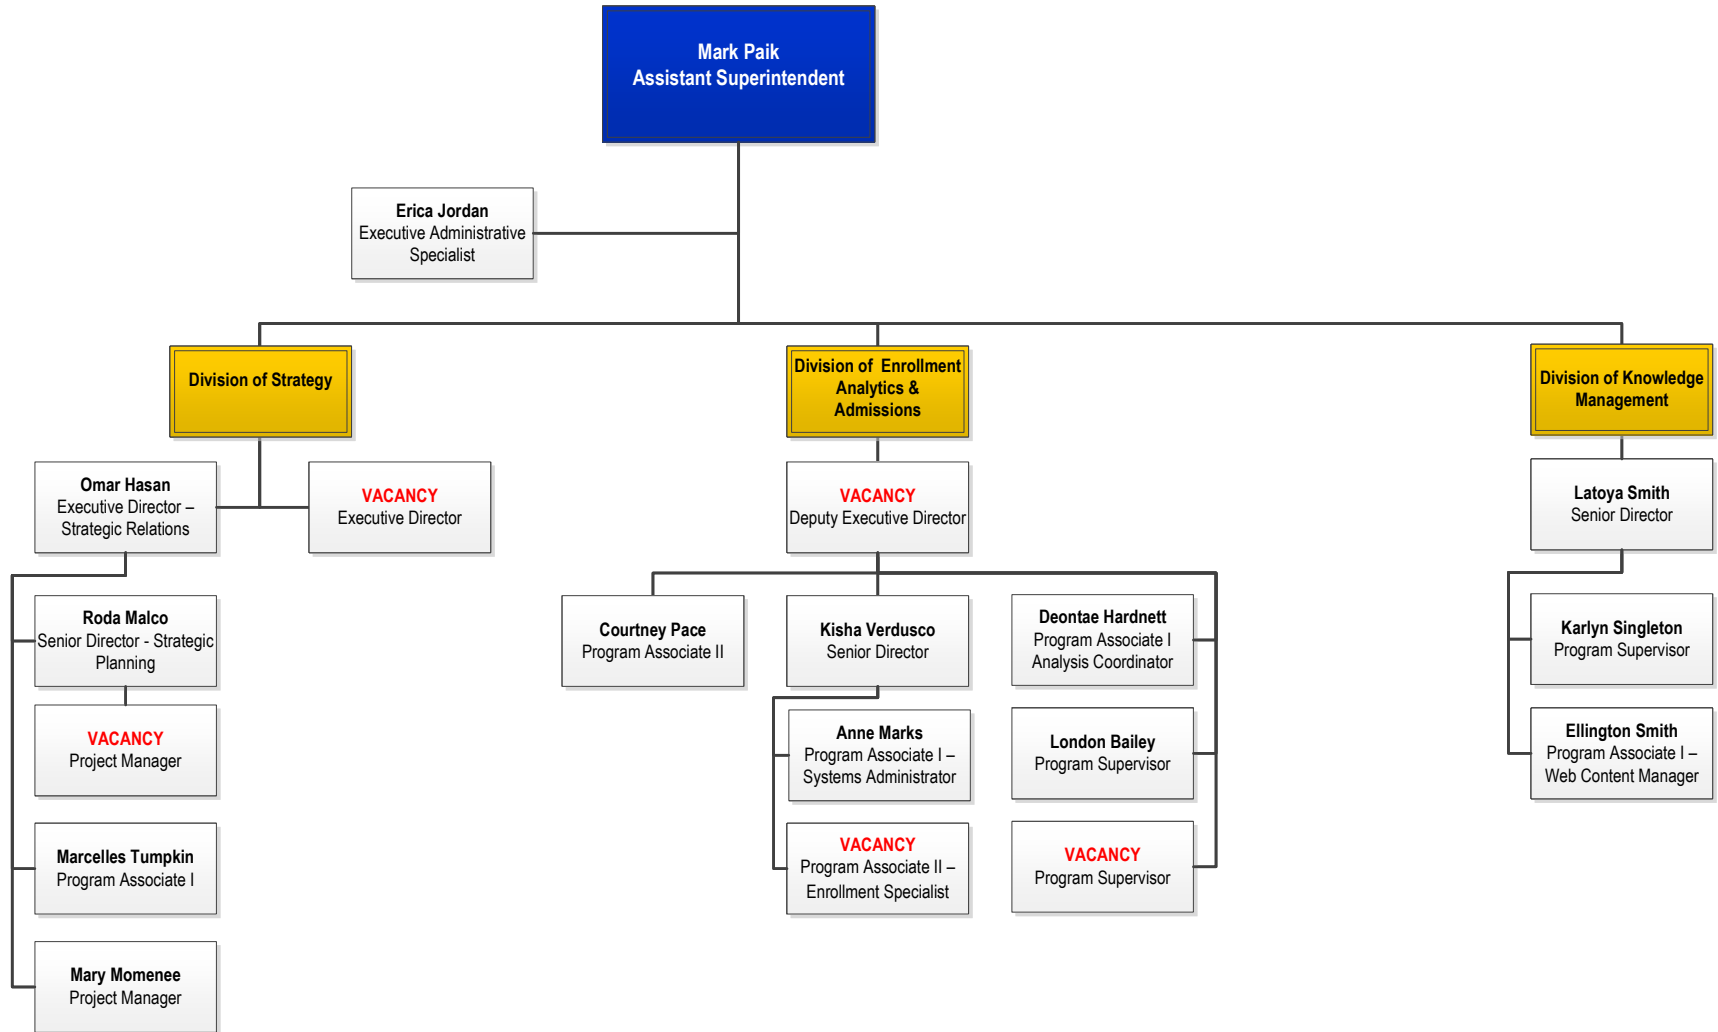 Mark Paik
Assistant Superintendent
Erica Jordan
Executive Administrative
Specialist
Division of Strategy
Division of  Enrollment
Analytics &
Admissions
Division of Knowledge
Management
Omar Hasan
Executive Director –
Strategic Relations
VACANCY
Executive Director
VACANCY
Deputy Executive Director
Latoya Smith
Senior Director
Roda Malco
Senior Director - Strategic
Planning
Courtney Pace
Program Associate II
Kisha Verdusco
Senior Director
Deontae Hardnett
Program Associate I
Analysis Coordinator
Karlyn Singleton
Program Supervisor
VACANCY
Project Manager
Anne Marks
Program Associate I –
Systems Administrator
London Bailey
Program Supervisor
Ellington Smith
Program Associate I –
Web Content Manager
Marcelles Tumpkin
Program Associate I
VACANCY
Program Associate II –
Enrollment Specialist
VACANCY
Program Supervisor
Mary Momenee
Project Manager